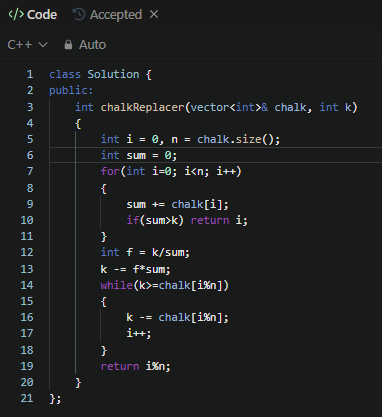 </> Code Accepted ×
C++ Auto
1 class Solution {
2 public:
3     int chalkReplacer(vector<int>& chalk, int k)
4     {
5         int i = 0, n = chalk.size();
6         int sum = 0;
7         for(int i=0; i<n; i++)
8         {
9             sum += chalk[i];
10             if(sum>k) return i;
11         }
12         int f = k/sum;
13         k -= f*sum;
14         while(k>=chalk[i%n])
15         {
16             k -= chalk[i%n];
17             i++;
18         }
19         return i%n;
20     }
21 };